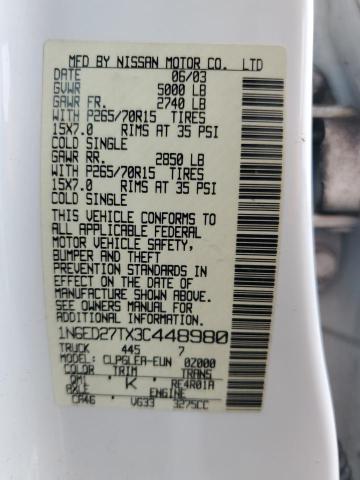 MFD BY NISSAN MOTOR CO. LTD
DATE 06/03
GVWR 5000 LB
GAWR FR. 2740 LB
WITH P265/70R15 TIRES
15X7.0 RIMS AT 35 PSI
COLD SINGLE
GAWR RR. 2850 LB
WITH P265/70R15 TIRES
15X7.0 RIMS AT 35 PSI
COLD SINGLE
THIS VEHICLE CONFORMS TO
ALL APPLICABLE FEDERAL
MOTOR VEHICLE SAFETY,
BUMPER AND THEFT
PREVENTION STANDARDS
IN EFFECT ON THE DATE OF
MANUFACTURE SHOWN ABOVE.
SEE OWNERS MANUAL FOR
ADDITIONAL INFORMATION
1N6ED27TX3C448980
TRUCK 445 7
MODEL: CLPGLEA-EUN 0Z000
COLOR TRIM TRANS
QM1 K RE4R01A
AXLE ENGINE
CA46 VG33 3275CC